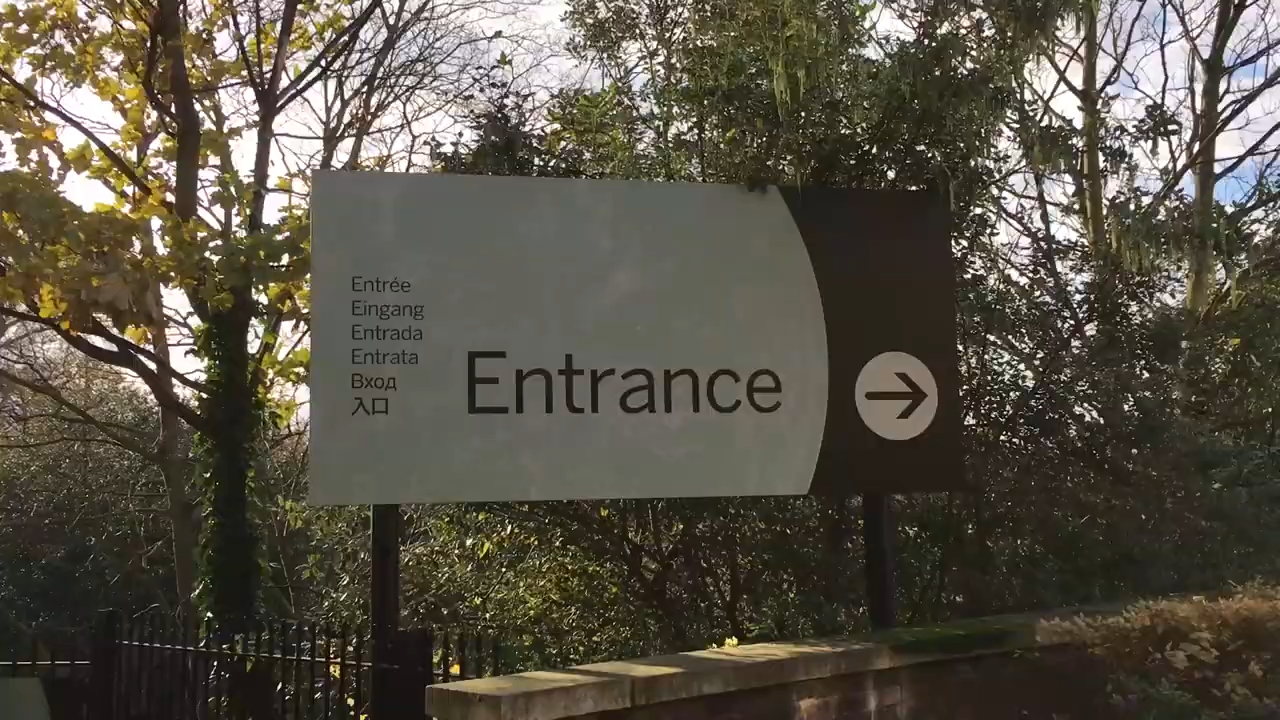 Entrée
Eingang
Entrada
Entrata
Вход
入口
Entrance